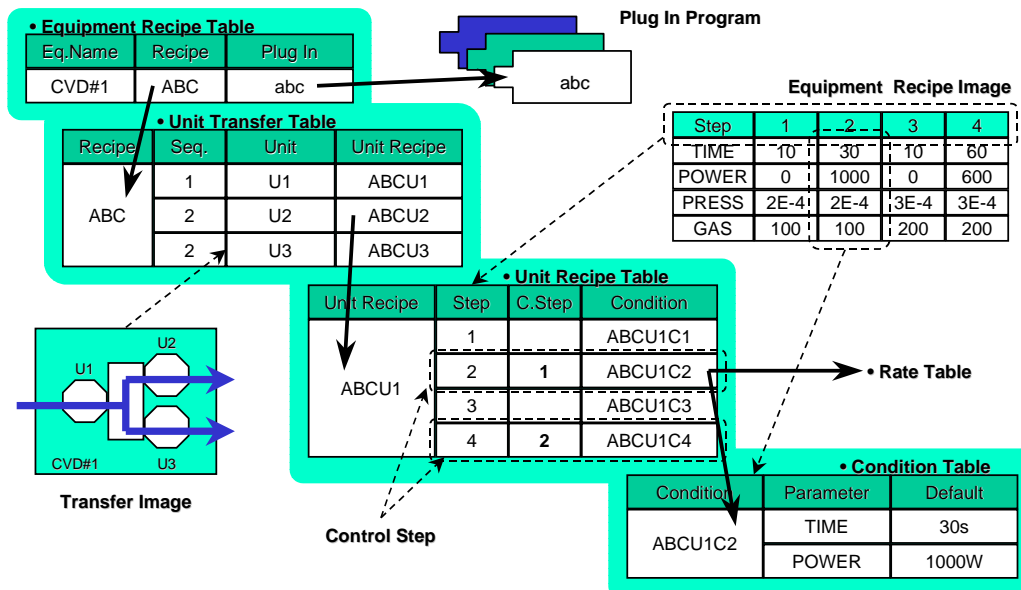 • Equipment Recipe Table
Eq.Name Recipe Plug In
CVD#1 ABC abc
Plug In Program
abc
Equipment Recipe Image
Step 1 2 3 4
TIME 10 30 10 60
POWER 0 1000 0 600
PRESS 2E-4 2E-4 3E-4 3E-4
GAS 100 100 200 200
• Unit Transfer Table
Recipe Seq. Unit Unit Recipe
ABC
1 U1 ABCU1
2 U2 ABCU2
2 U3 ABCU3
• Unit Recipe Table
Unit Recipe Step C.Step Condition
ABCU1
1 ABCU1C1
2 1 ABCU1C2
3 ABCU1C3
4 2 ABCU1C4
• Rate Table
U1
U2
CVD#1
U3
Transfer Image
Control Step
• Condition Table
Condition Parameter Default
ABCU1C2
TIME 30s
POWER 1000W